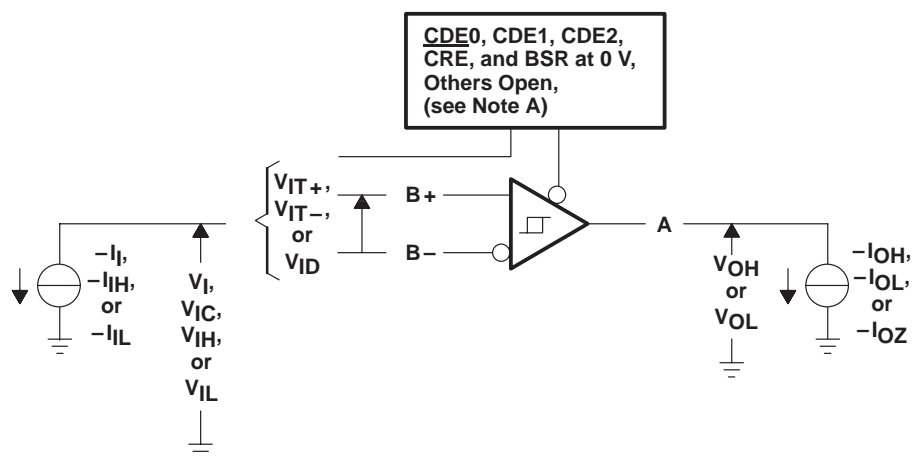 CDE0, CDE1, CDE2,
CRE, and BSR at 0 V,
Others Open,
(see Note A)
VIT+,
VIT−,
or
VID
B+
B−
A
−II,
−IIH,
or
−IIL
VI,
VIC,
VIH,
or
VIL
VOH
or
VOL
−IOH,
−IOL,
or
−IOZ